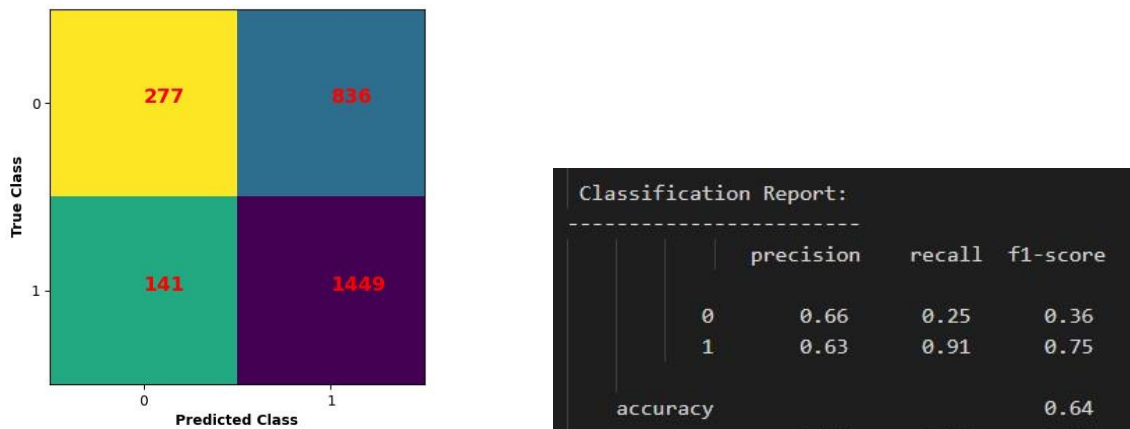 0
277 836
True Class
1
141 1449
0 1
Predicted Class
Classification Report:
------------------------
precision recall f1-score
0 0.66 0.25 0.36
1 0.63 0.91 0.75
accuracy 0.64